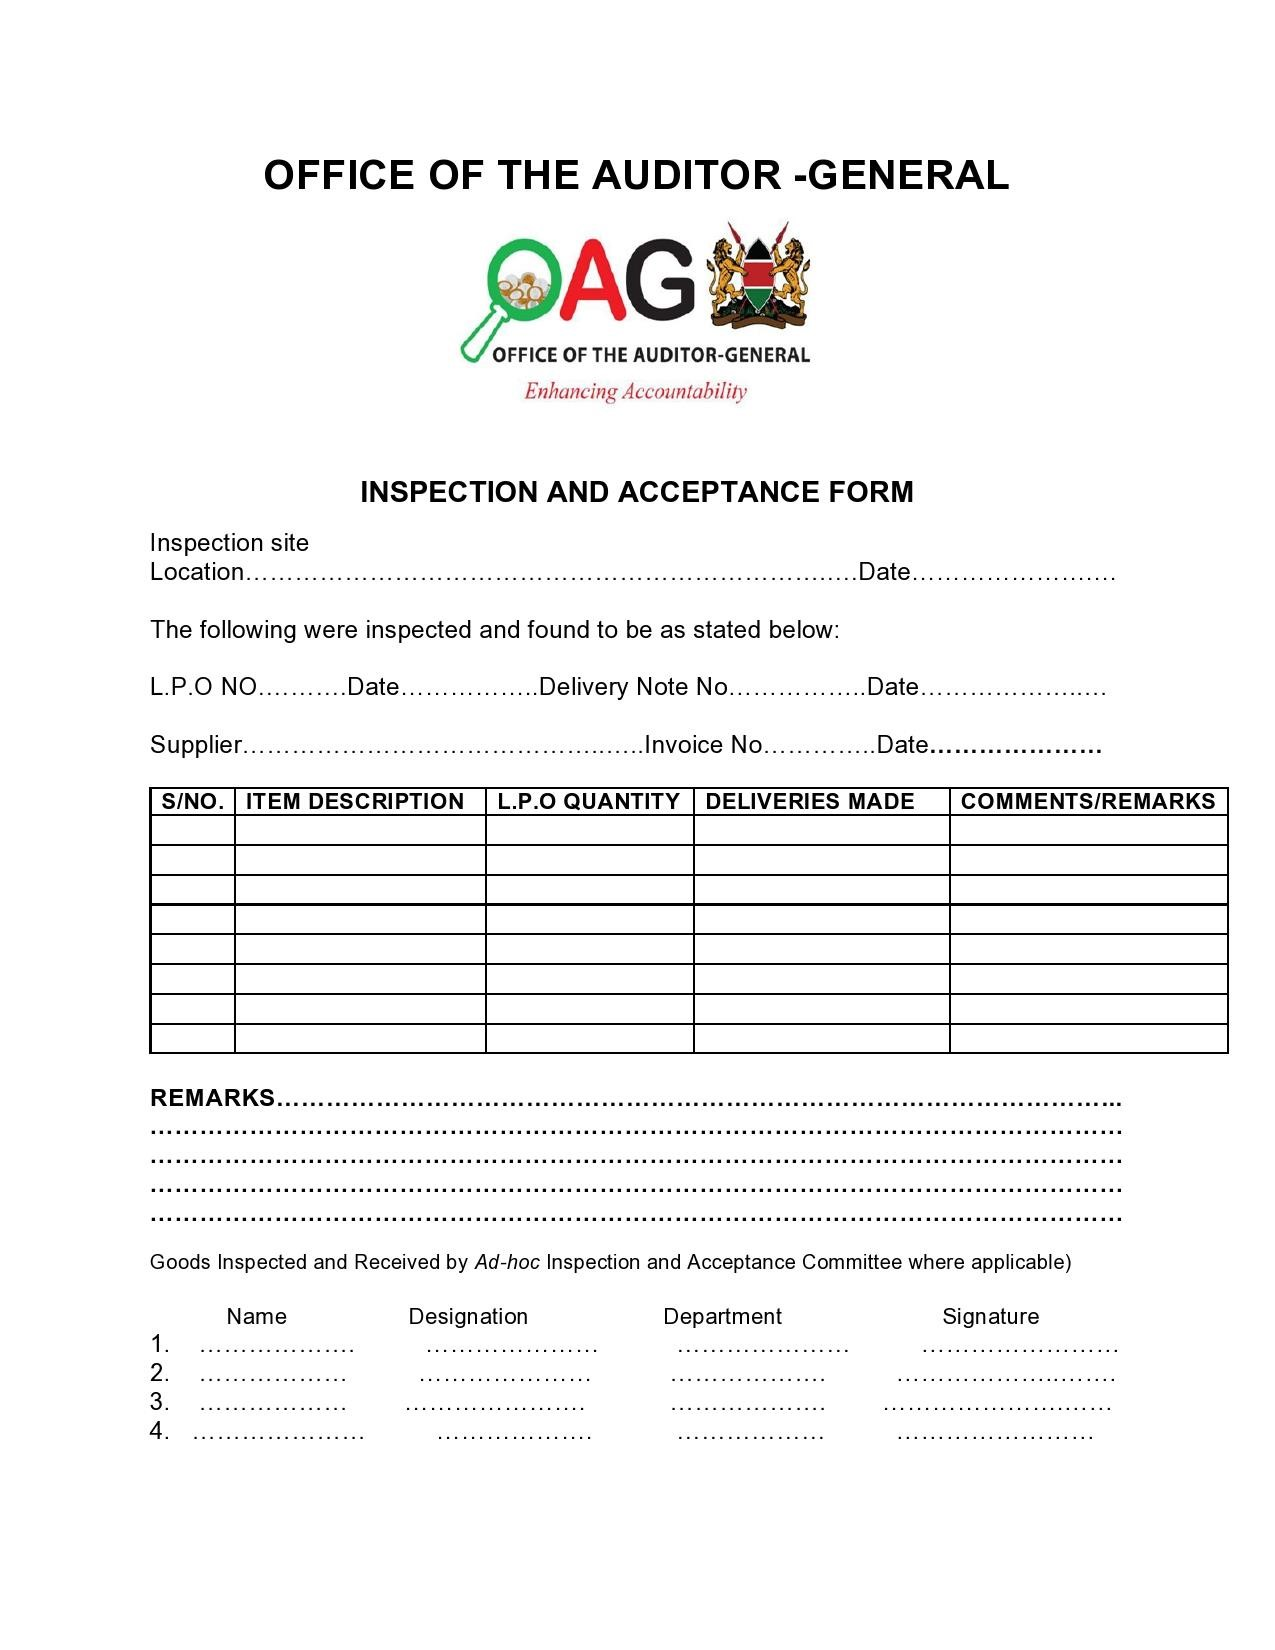 OFFICE OF THE AUDITOR -GENERAL
OAG
OFFICE OF THE AUDITOR-GENERAL
Enhancing Accountability
INSPECTION AND ACCEPTANCE FORM
Inspection site
Location…………………………………………………………….….Date………………….…
The following were inspected and found to be as stated below:
L.P.O NO.……….Date……………..Delivery Note No……………..Date………………..…
Supplier…………………………………….…..Invoice No…………..Date…………………
S/NO. ITEM DESCRIPTION L.P.O QUANTITY DELIVERIES MADE COMMENTS/REMARKS
REMARKS………………………………………………………………………………………...
………………………………………………………………………………………………………
………………………………………………………………………………………………………
………………………………………………………………………………………………………
………………………………………………………………………………………………………
Goods Inspected and Received by Ad-hoc Inspection and Acceptance Committee where applicable)
Name Designation Department Signature
1. ………………. ………………… ………………… ……………………
2. ……………… ………………… ………………. ………………..…….
3. ……………… …………………. ………………. ………………….……
4. ………………… ………………. ……………… ……………………